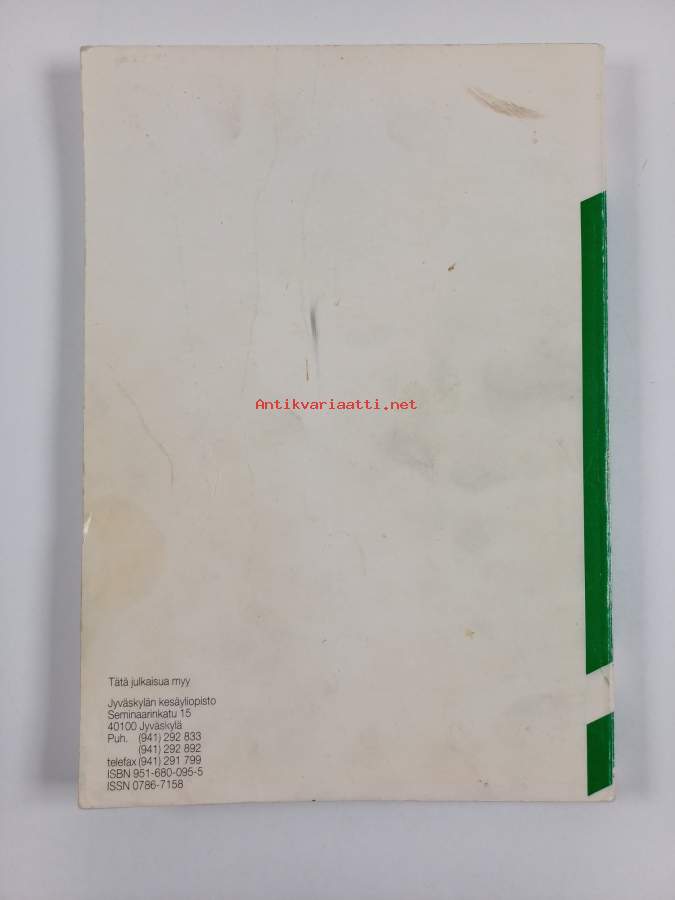 Antikvariaatti.net
Tätä julkaisua myy
Jyväskylän kesäyliopisto
Seminaarinkatu 15
40100 Jyväskylä
Puh. (941) 292 833
(941) 292 892
telefax (941) 291 799
ISBN 951-680-095-5
ISSN 0786-7158